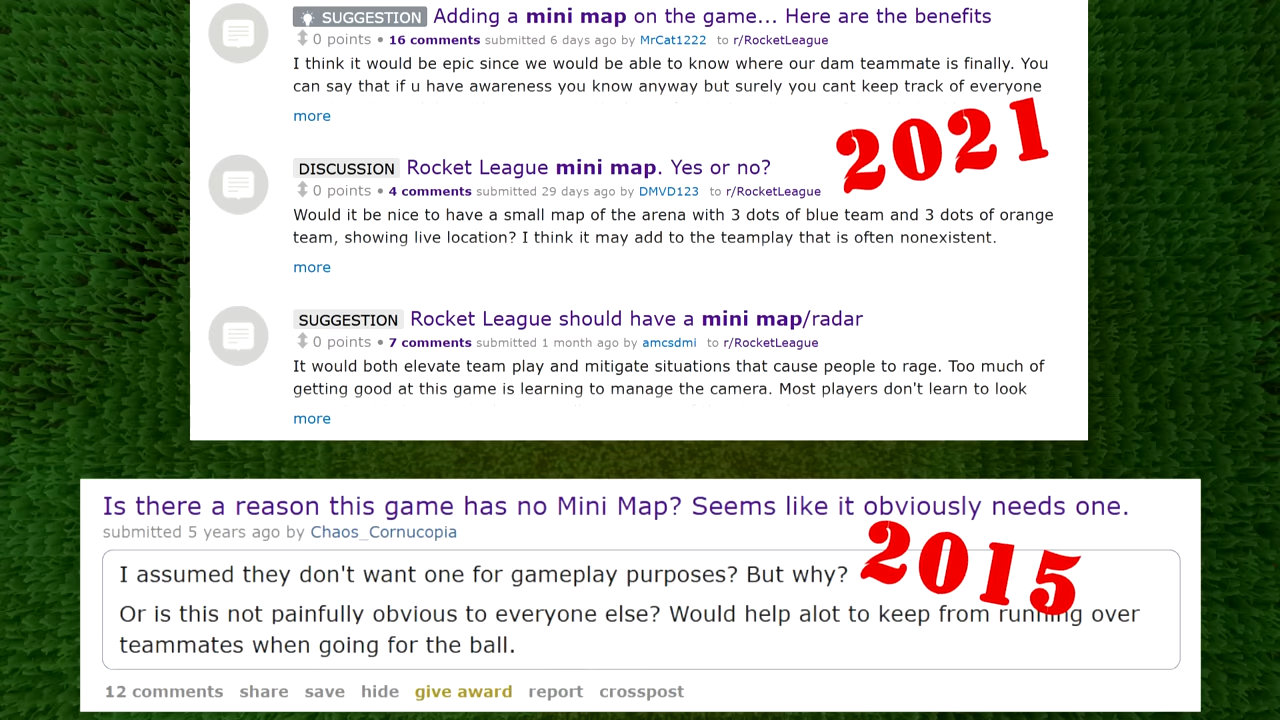 SUGGESTION Adding a mini map on the game... Here are the benefits
0 points • 16 comments submitted 6 days ago by MrCat1222 to r/RocketLeague
I think it would be epic since we would be able to know where our dam teammate is finally. You
can say that if u have awareness you know anyway but surely you cant keep track of everyone
more
2021
DISCUSSION Rocket League mini map. Yes or no?
0 points • 4 comments submitted 29 days ago by DMVD123 to r/RocketLeague
Would it be nice to have a small map of the arena with 3 dots of blue team and 3 dots of orange
team, showing live location? I think it may add to the teamplay that is often nonexistent.
more
SUGGESTION Rocket League should have a mini map/radar
0 points • 7 comments submitted 1 month ago by amcsdmi to r/RocketLeague
It would both elevate team play and mitigate situations that cause people to rage. Too much of
getting good at this game is learning to manage the camera. Most players don't learn to look
more
Is there a reason this game has no Mini Map? Seems like it obviously needs one.
submitted 5 years ago by Chaos_Cornucopia
2015
I assumed they don't want one for gameplay purposes? But why?
Or is this not painfully obvious to everyone else? Would help alot to keep from running over
teammates when going for the ball.
12 comments share save hide give award report crosspost